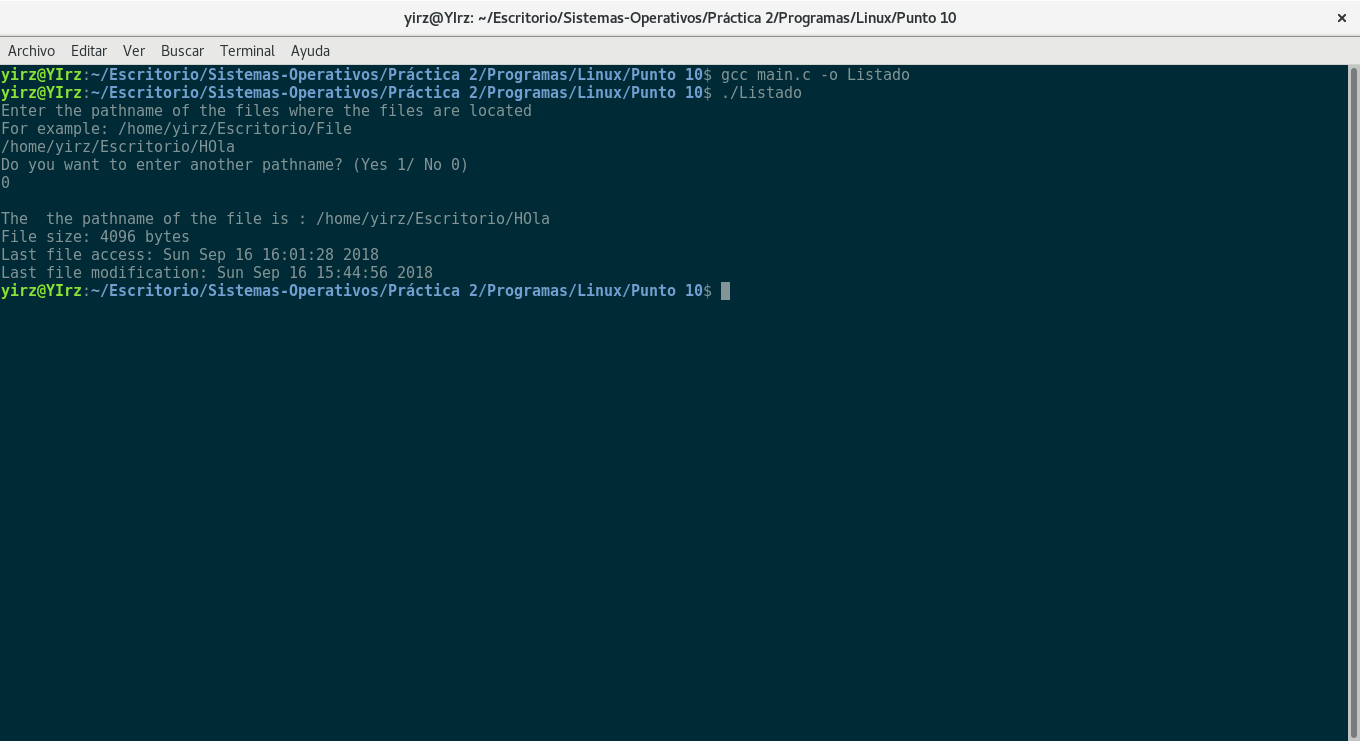 yirz@YIrz: ~/Escritorio/Sistemas-Operativos/Práctica 2/Programas/Linux/Punto 10 ×
Archivo Editar Ver Buscar Terminal Ayuda
yirz@YIrz:~/Escritorio/Sistemas-Operativos/Práctica 2/Programas/Linux/Punto 10$ gcc main.c -o Listado
yirz@YIrz:~/Escritorio/Sistemas-Operativos/Práctica 2/Programas/Linux/Punto 10$ ./Listado
Enter the pathname of the files where the files are located
For example: /home/yirz/Escritorio/File
/home/yirz/Escritorio/HOla
Do you want to enter another pathname? (Yes 1/ No 0)
0
The  the pathname of the file is : /home/yirz/Escritorio/HOla
File size: 4096 bytes
Last file access: Sun Sep 16 16:01:28 2018
Last file modification: Sun Sep 16 15:44:56 2018
yirz@YIrz:~/Escritorio/Sistemas-Operativos/Práctica 2/Programas/Linux/Punto 10$